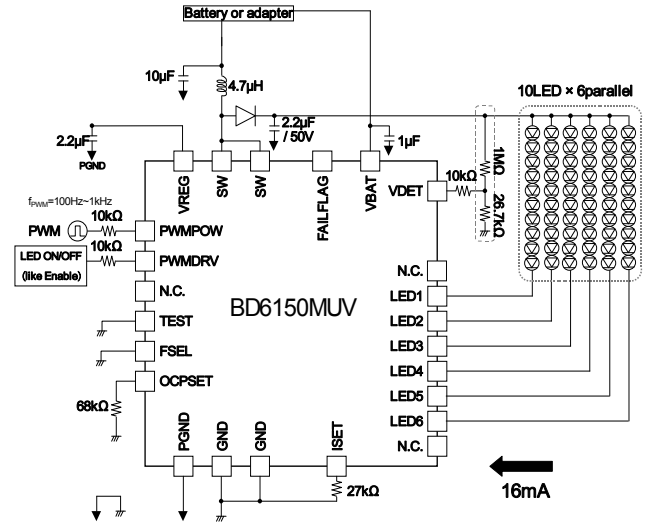 Battery or adapter
10µF
4.7µH
10LED × 6parallel
2.2µF
/ 50V
1µF
2.2µF
PGND
VREG
SW
SW
FAILFLAG
VBAT
VDET
10kΩ
1MΩ
26.7kΩ
fPWM=100Hz~1kHz
PWM
10kΩ
PWMPOW
LED ON/OFF
(like Enable)
10kΩ
PWMDRV
N.C.
TEST
FSEL
OCPSET
68kΩ
BD6150MUV
N.C.
LED1
LED2
LED3
LED4
LED5
LED6
N.C.
PGND
GND
GND
ISET
27kΩ
16mA